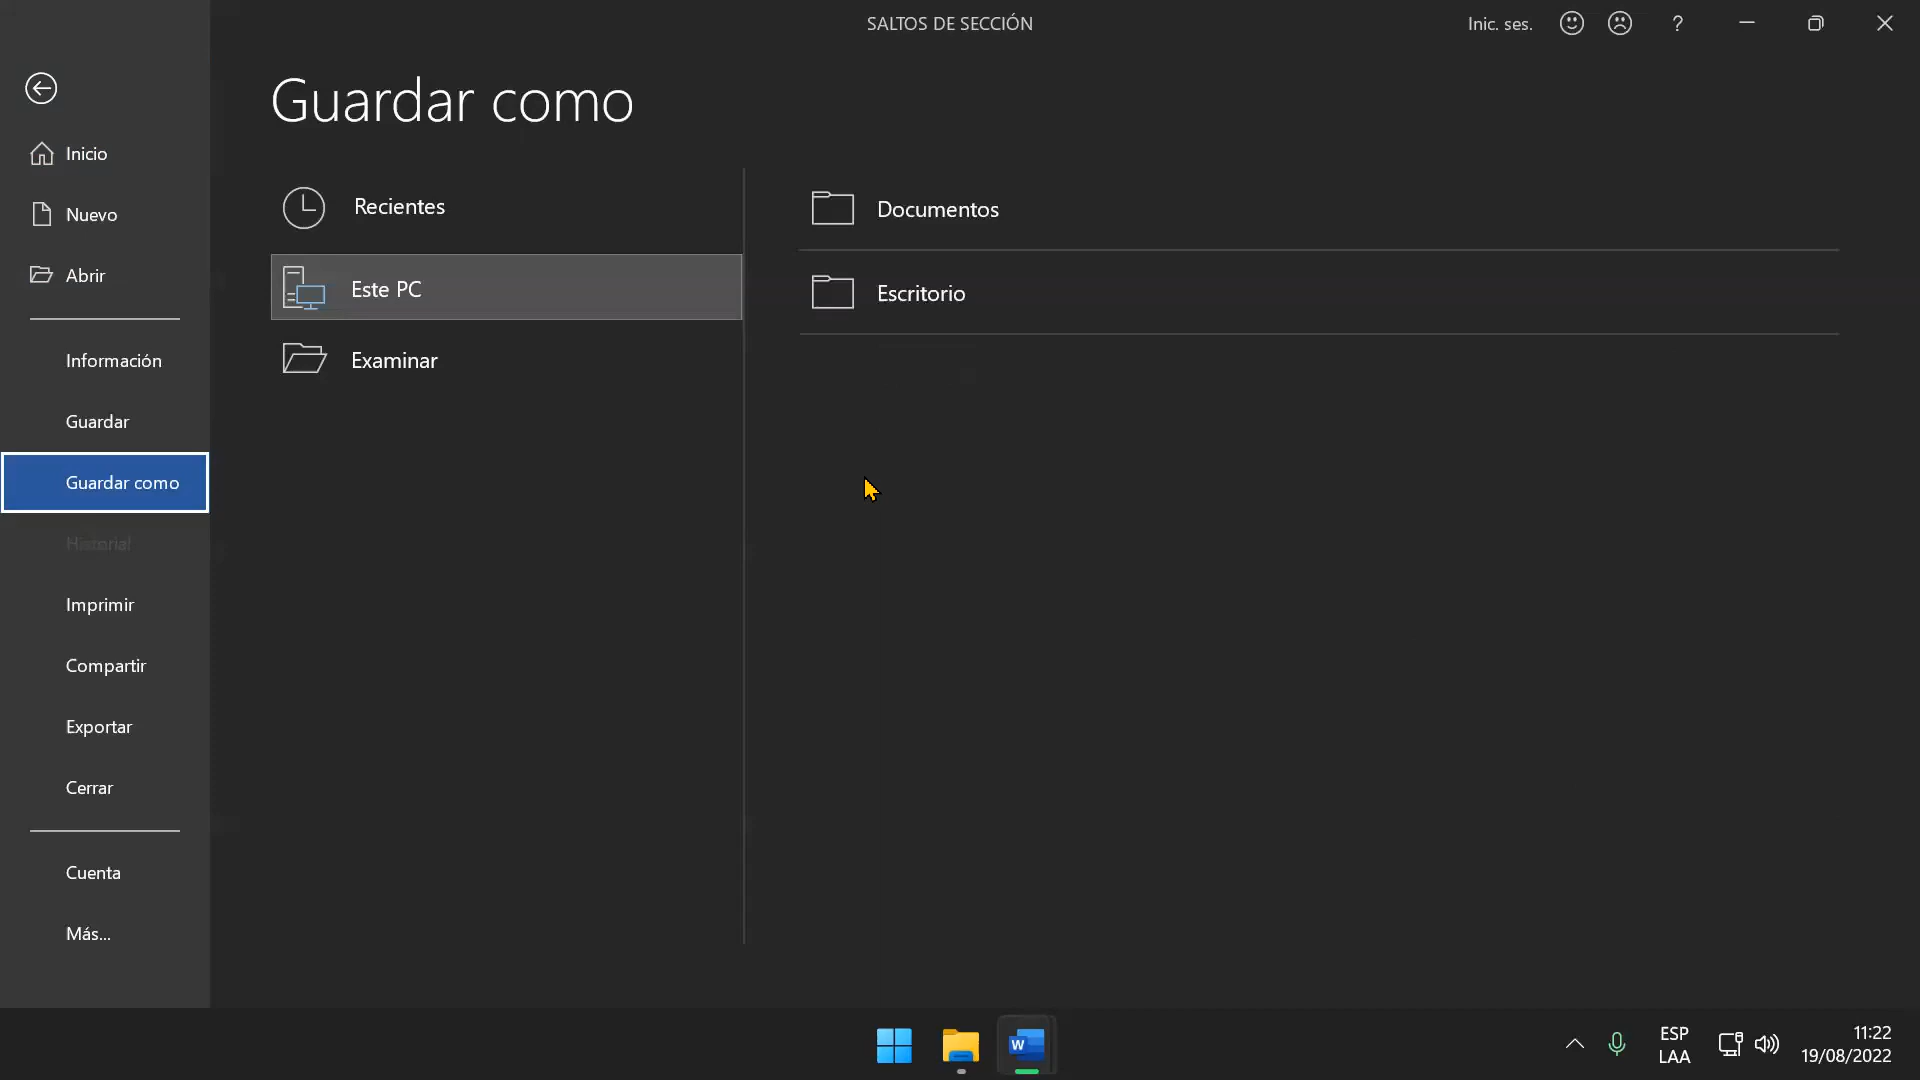 SALTOS DE SECCIÓN
Inic. ses.
?
Guardar como
Inicio
Nuevo
Abrir
Información
Guardar
Guardar como
Historial
Imprimir
Compartir
Exportar
Cerrar
Cuenta
Más...
Recientes
Este PC
Examinar
Documentos
Escritorio
W
ESP
LAA
11:22
19/08/2022